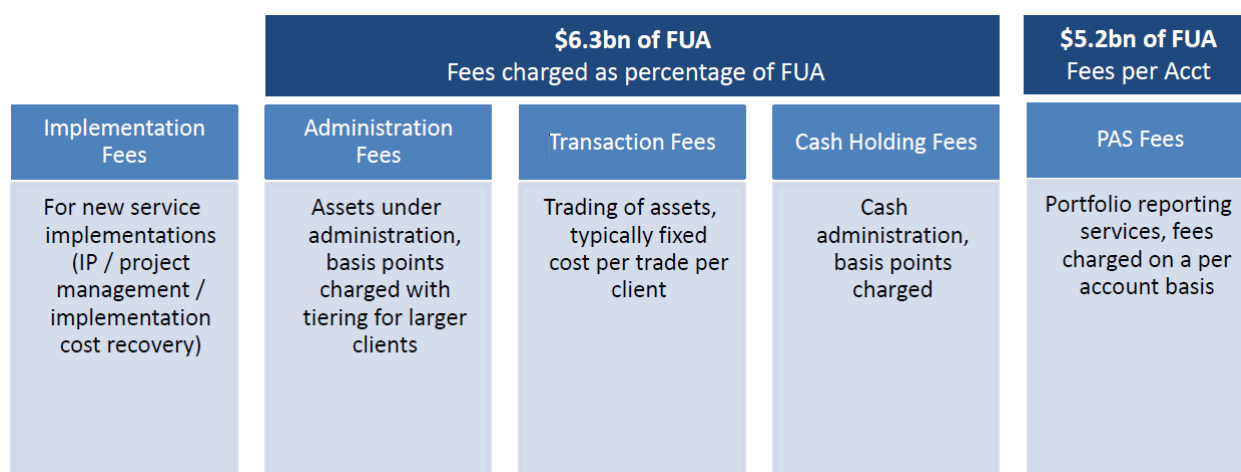 $6.3bn of FUA
Fees charged as percentage of FUA
$5.2bn of FUA
Fees per Acct
Implementation
Fees
For new service
implementations
(IP / project
management /
implementation
cost recovery)
Administration
Fees
Assets under
administration,
basis points
charged with
tiering for larger
clients
Transaction Fees
Trading of assets,
typically fixed
cost per trade per
client
Cash Holding Fees
Cash
administration,
basis points
charged
PAS Fees
Portfolio reporting
services, fees
charged on a per
account basis